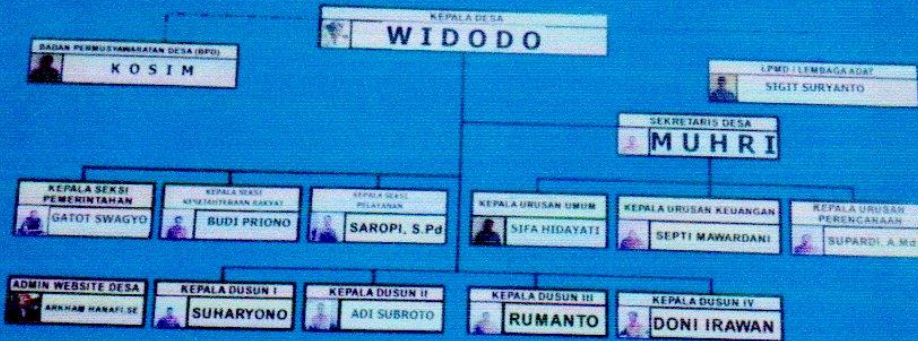 KEPALA DESA
WIDODO
BADAN PERMUSYAWARATAN DESA (BPD)
KOSIM
LPMD / LEMBAGA ADAT
SIGIT SURYANTO
SEKRETARIS DESA
MUHRI
KEPALA SEKSI
PEMERINTAHAN
GATOT SWAGYO
KEPALA SEKSI
KESEJAHTERAAN RAKYAT
BUDI PRIONO
KEPALA SEKSI
PELAYANAN
SAROPI, S.Pd
KEPALA URUSAN UMUM
SIFA HIDAYATI
KEPALA URUSAN KEUANGAN
SEPTI MAWARDANI
KEPALA URUSAN
PERENCANAAN
SUPARDI, A.Md
ADMIN WEBSITE DESA
ARKHAM HANAFI.SE
KEPALA DUSUN I
SUHARYONO
KEPALA DUSUN II
ADI SUBROTO
KEPALA DUSUN III
RUMANTO
KEPALA DUSUN IV
DONI IRAWAN